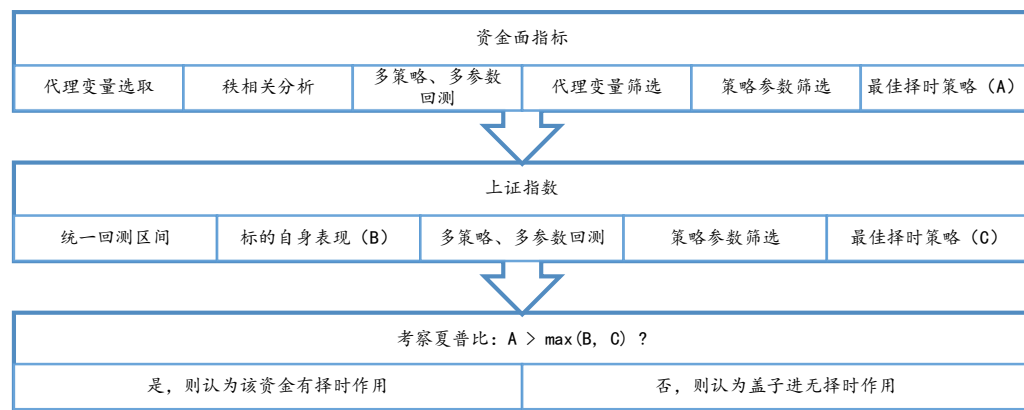 资金面指标
代理变量选取
秩相关分析
多策略、多参数
回测
代理变量筛选
策略参数筛选
最佳择时策略（A）
上证指数
统一回测区间
标的自身表现（B）
多策略、多参数回测
策略参数筛选
最佳择时策略（C）
考察夏普比：A > max(B, C) ?
是，则认为该资金有择时作用
否，则认为盖子进无择时作用